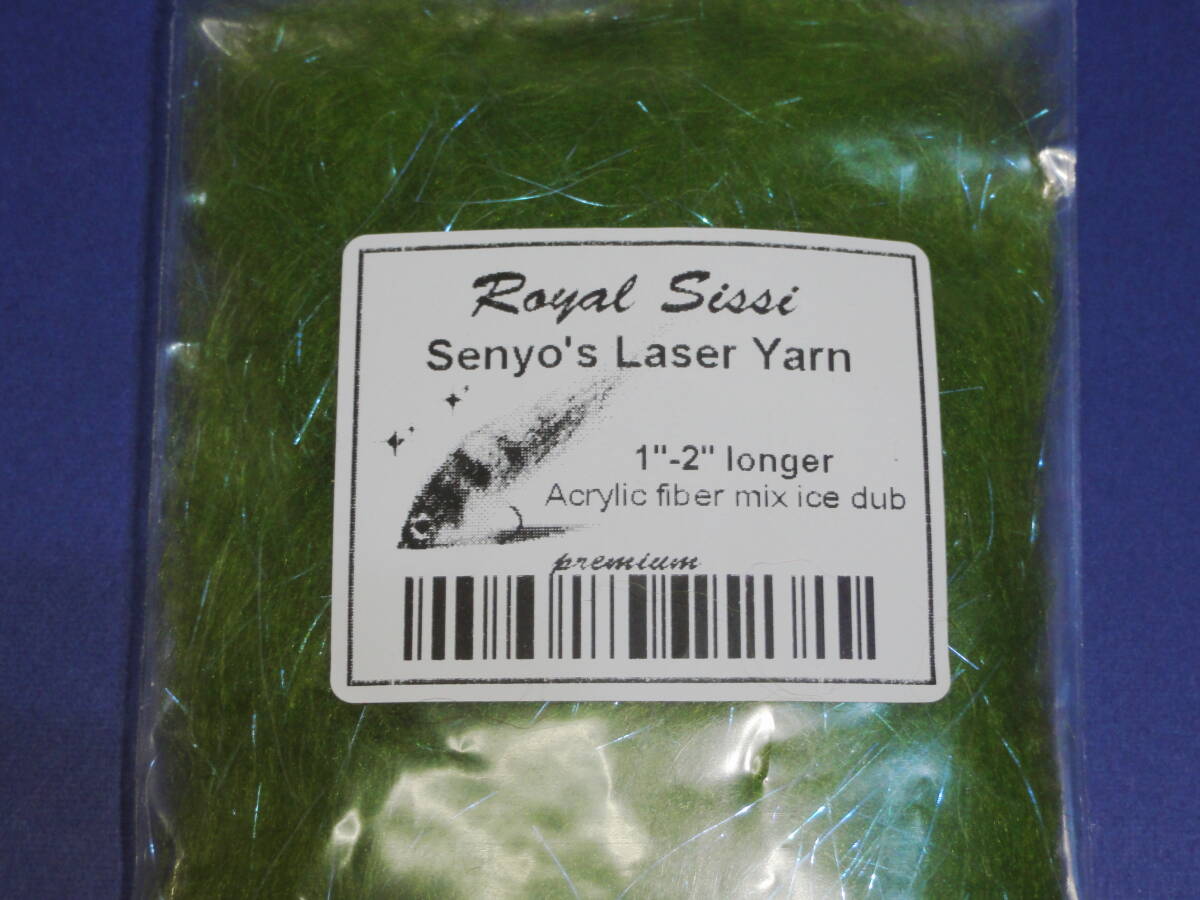 Royal Sissi
Senyo's Laser Yarn
1"-2" longer
Acrylic fiber mix ice dub
premium